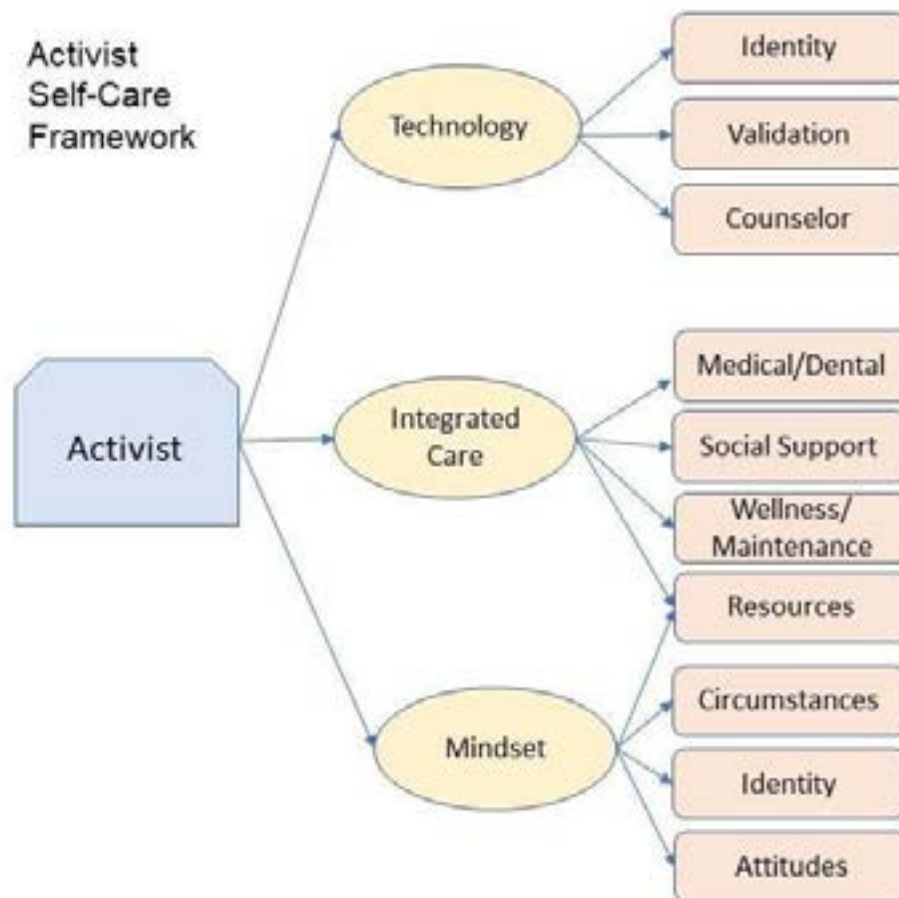 Activist
Self-Care
Framework
Technology
Identity
Validation
Counselor
Activist
Integrated
Care
Medical/Dental
Social Support
Wellness/
Maintenance
Resources
Mindset
Circumstances
Identity
Attitudes